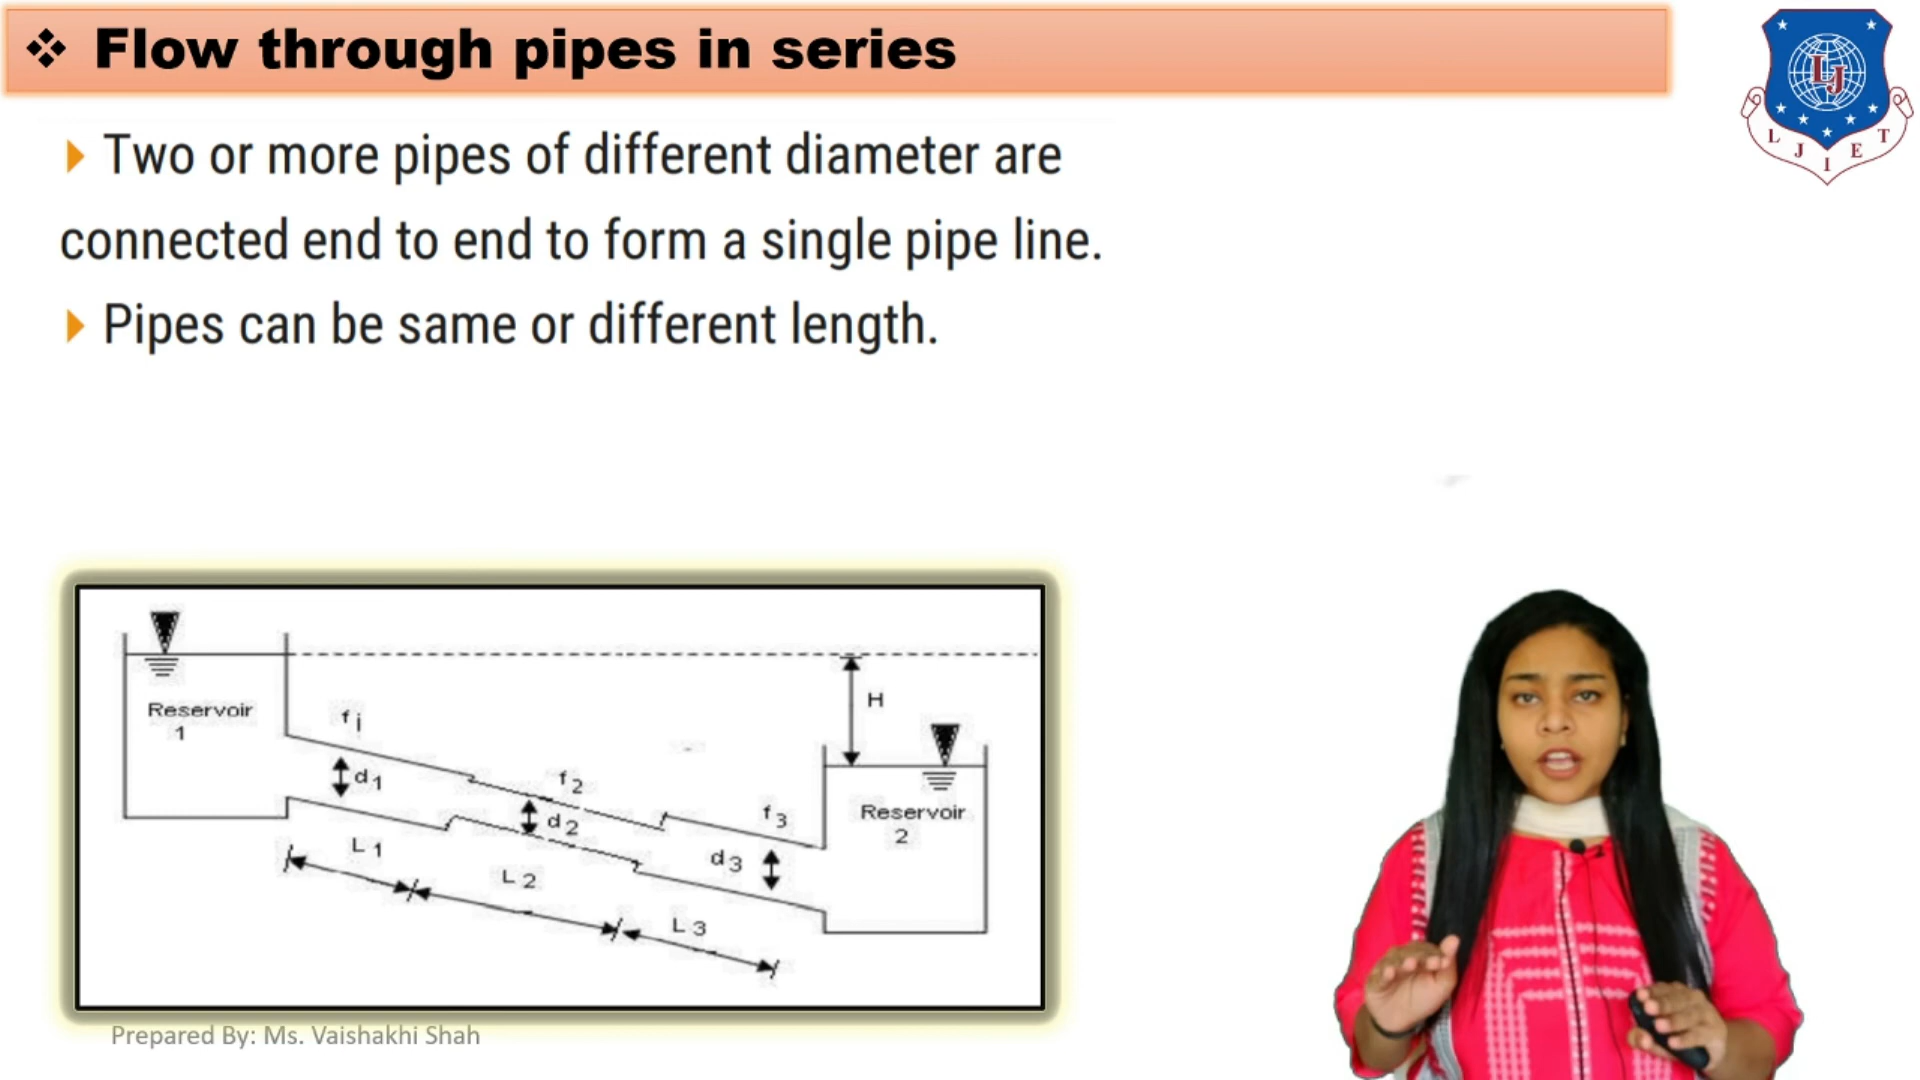 ❖ Flow through pipes in series
L J I E T
LJ
Two or more pipes of different diameter are
connected end to end to form a single pipe line.
Pipes can be same or different length.
Reservoir
1
H
f i
d 1
f 2
d 2
f 3
d 3
Reservoir
2
L 1
L 2
L 3
Prepared By: Ms. Vaishakhi Shah